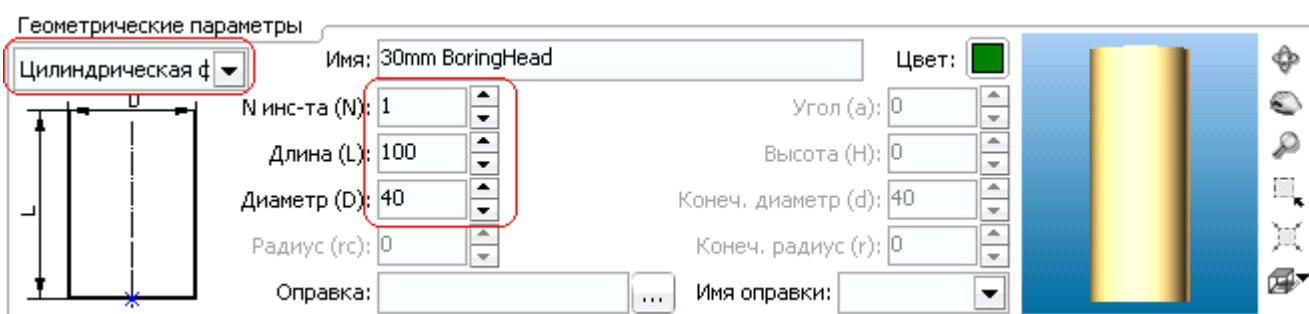 Геометрические параметры
Цилиндрическая ф
Имя: 30mm BoringHead
Цвет:
D
L
N инс-та (N): 1
Угол (a): 0
Длина (L): 100
Высота (H): 0
Диаметр (D): 40
Конеч. диаметр (d): 40
Радиус (rc): 0
Конеч. радиус (r): 0
Оправка:
...
Имя оправки: